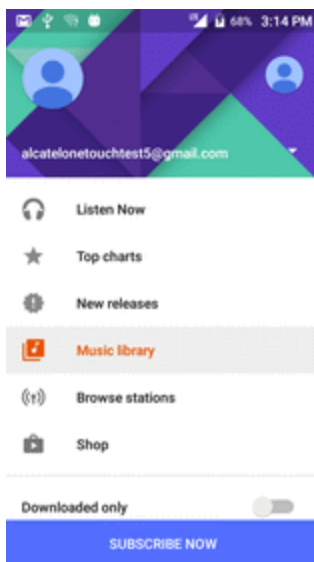 68% 3:14 PM
alcatelonetouchtest5@gmail.com
Listen Now
Top charts
New releases
Music library
Browse stations
Shop
Downloaded only
SUBSCRIBE NOW